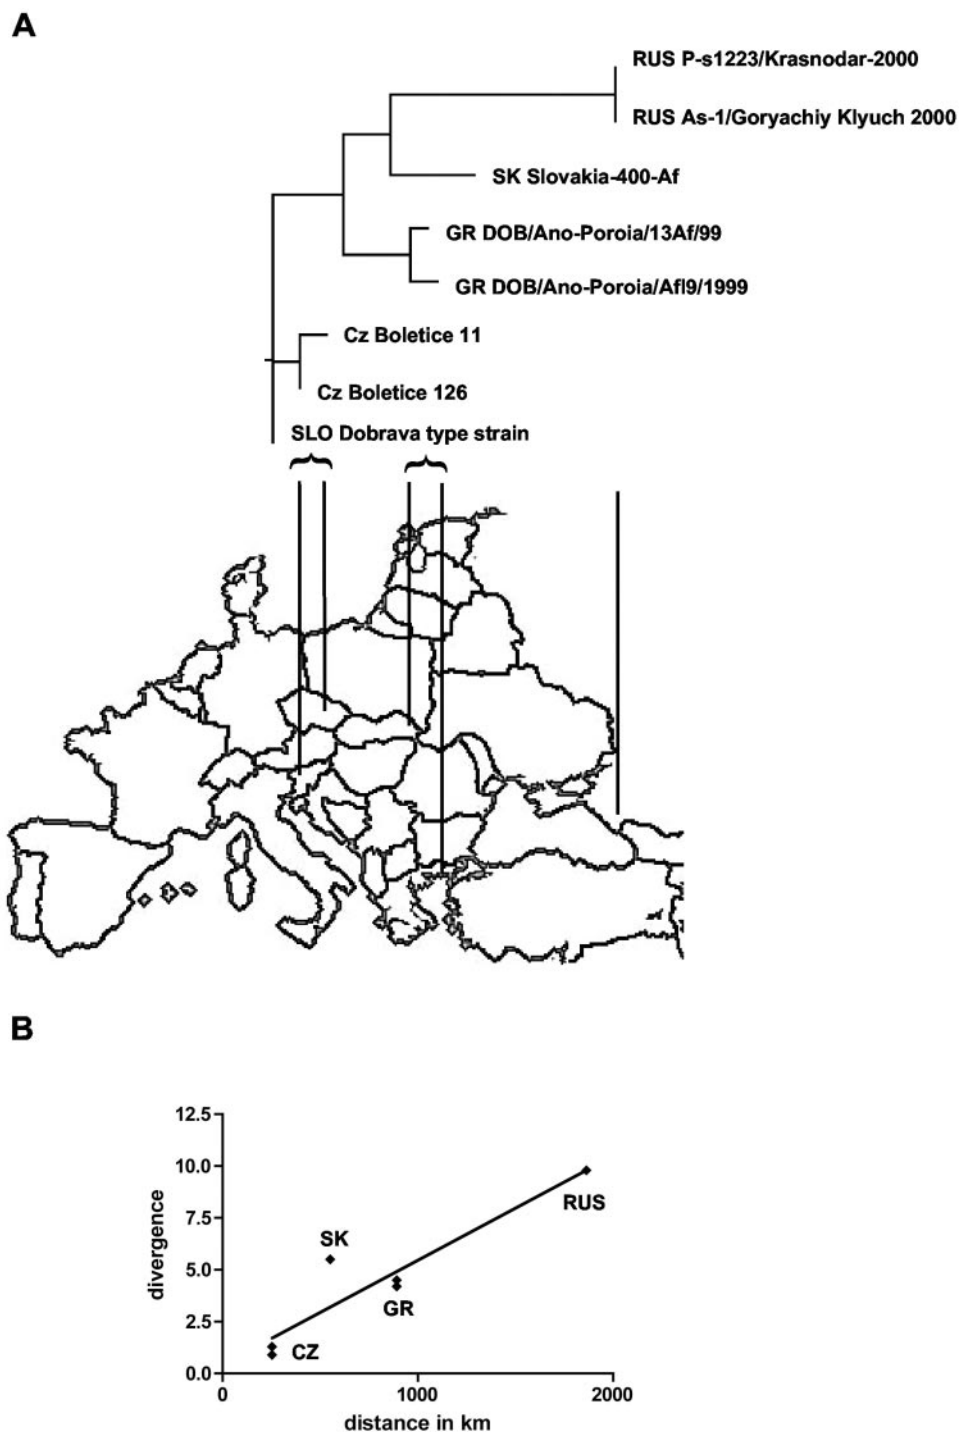 A
RUS P-s1223/Krasnodar-2000
RUS As-1/Goryachiy Klyuch 2000
SK Slovakia-400-Af
GR DOB/Ano-Poroia/13Af/99
GR DOB/Ano-Poroia/Afl9/1999
Cz Boletice 11
Cz Boletice 126
SLO Dobrava type strain
B
12.5
10.0
7.5
5.0
2.5
0.0
divergence
SK
RUS
GR
CZ
0 1000 2000
distance in km